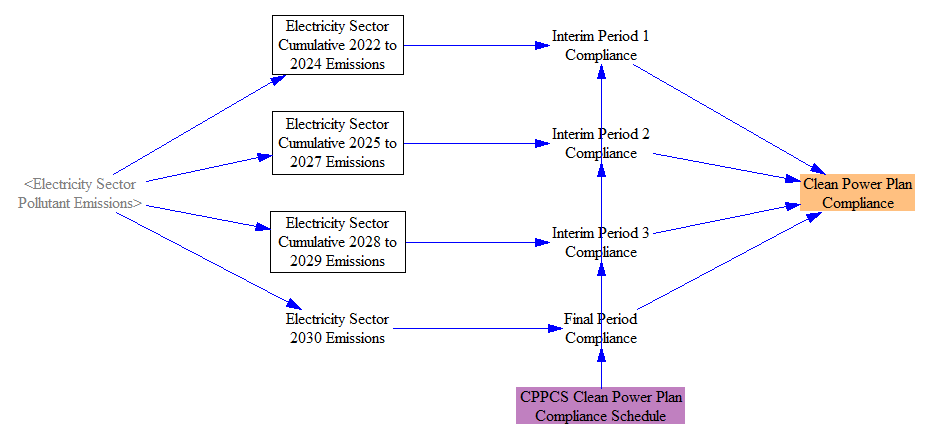 Electricity Sector
Cumulative 2022 to
2024 Emissions
Interim Period 1
Compliance
Electricity Sector
Cumulative 2025 to
2027 Emissions
Interim Period 2
Compliance
<Electricity Sector
Pollutant Emissions>
Clean Power Plan
Compliance
Electricity Sector
Cumulative 2028 to
2029 Emissions
Interim Period 3
Compliance
Electricity Sector
2030 Emissions
Final Period
Compliance
CPPCS Clean Power Plan
Compliance Schedule